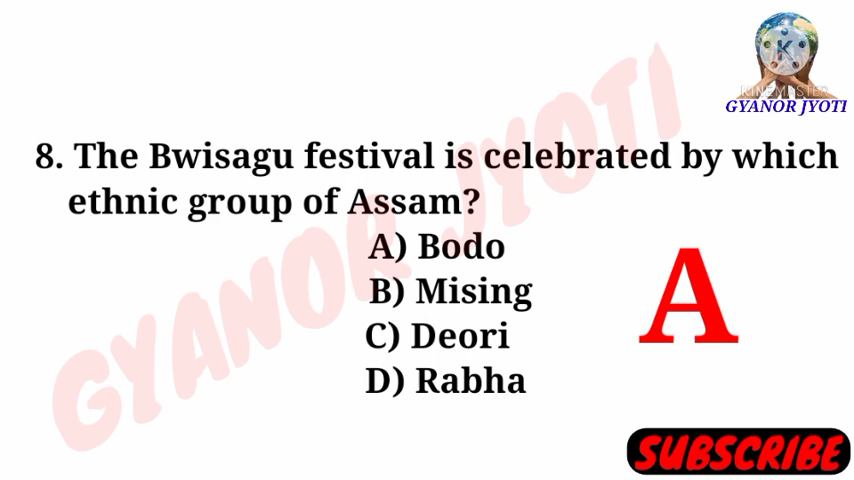 K
KINEMASTER
GYANOR JYOTI
8. The Bwisagu festival is celebrated by which
ethnic group of Assam?
A) Bodo
B) Mising
C) Deori
D) Rabha
A
GYANOR JYOTI
SUBSCRIBE